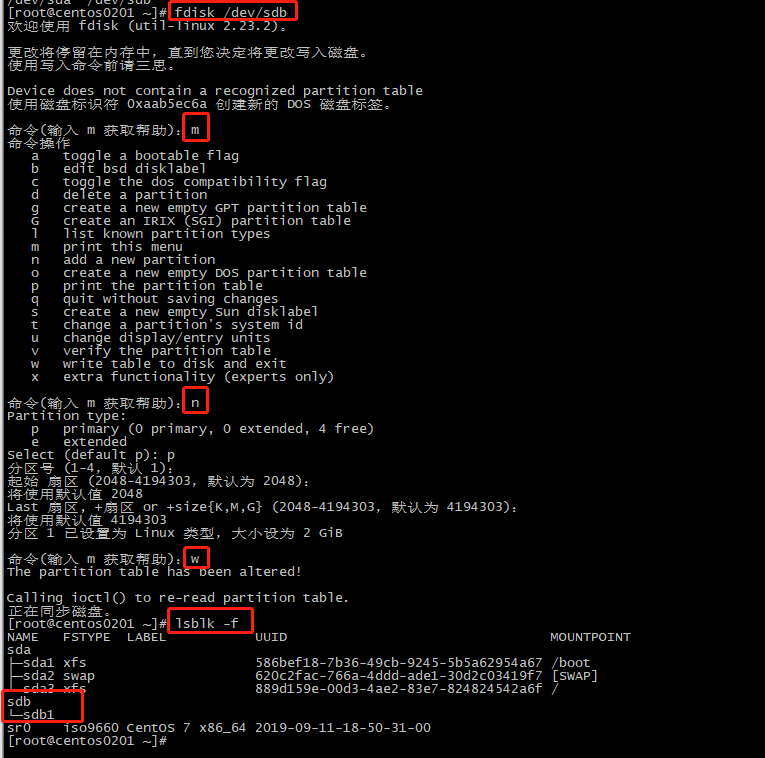 /dev/sda  /dev/sdb
[root@centos0201 ~]# fdisk /dev/sdb
欢迎使用 fdisk (util-linux 2.23.2)。

更改将停留在内存中，直到您决定将更改写入磁盘。
使用写入命令前请三思。

Device does not contain a recognized partition table
使用磁盘标识符 0xaab5ec6a 创建新的 DOS 磁盘标签。

命令(输入 m 获取帮助)：m
命令操作
   a   toggle a bootable flag
   b   edit bsd disklabel
   c   toggle the dos compatibility flag
   d   delete a partition
   g   create a new empty GPT partition table
   G   create an IRIX (SGI) partition table
   l   list known partition types
   m   print this menu
   n   add a new partition
   o   create a new empty DOS partition table
   p   print the partition table
   q   quit without saving changes
   s   create a new empty Sun disklabel
   t   change a partition's system id
   u   change display/entry units
   v   verify the partition table
   w   write table to disk and exit
   x   extra functionality (experts only)

命令(输入 m 获取帮助)：n
Partition type:
   p   primary (0 primary, 0 extended, 4 free)
   e   extended
Select (default p): p
分区号 (1-4，默认 1)：
起始 扇区 (2048-4194303，默认为 2048)：
将使用默认值 2048
Last 扇区, +扇区 or +size{K,M,G} (2048-4194303，默认为 4194303)：
将使用默认值 4194303
分区 1 已设置为 Linux 类型，大小设为 2 GiB

命令(输入 m 获取帮助)：w
The partition table has been altered!

Calling ioctl() to re-read partition table.
正在同步磁盘。
[root@centos0201 ~]# lsblk -f
NAME   FSTYPE  LABEL           UUID                                 MOUNTPOINT
sda
├─sda1 xfs                     586bef18-7b36-49cb-9245-5b5a62954a67 /boot
├─sda2 swap                    620c2fac-766a-4ddd-ade1-30d2c03419f7 [SWAP]
└─sda3 xfs                     889d159e-00d3-4ae2-83e7-824824542a6f /
sdb
└─sdb1
sr0    iso9660 CentOS 7 x86_64 2019-09-11-18-50-31-00
[root@centos0201 ~]#